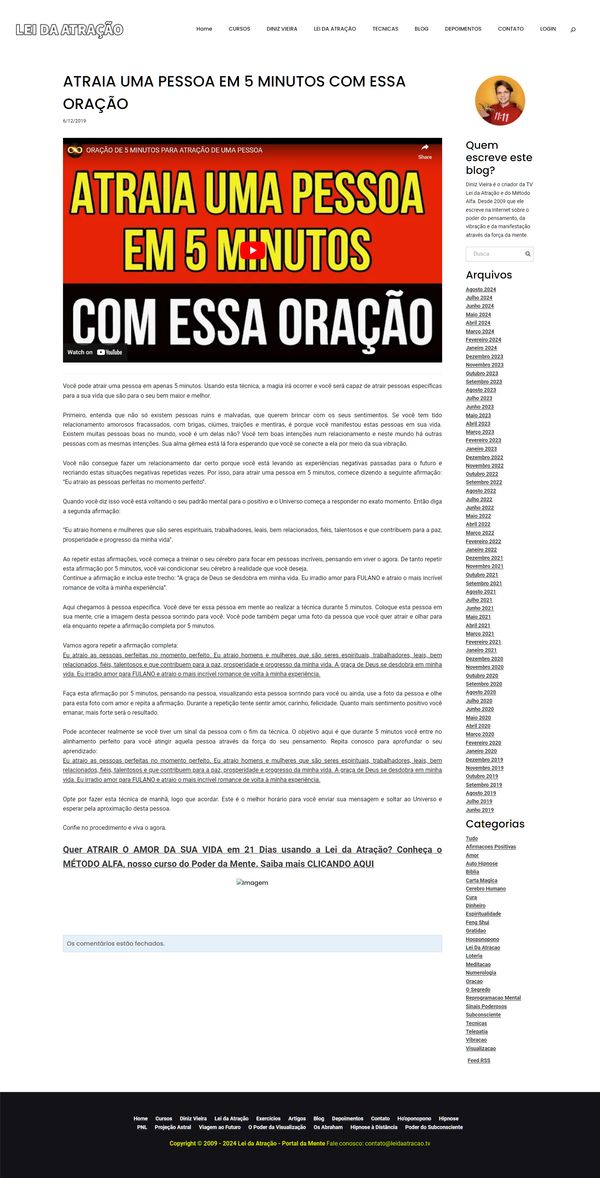 LEI DA ATRAÇÃO
Home
CURSOS
DINIZ VIEIRA
LEI DA ATRAÇÃO
TÉCNICAS
BLOG
DEPOIMENTOS
CONTATO
LOGIN
ATRAIA UMA PESSOA EM 5 MINUTOS COM ESSA
ORAÇÃO
6/12/2019
ORAÇÃO DE 5 MINUTOS PARA ATRAÇÃO DE UMA PESSOA
Share
ATRAIA UMA PESSOA
EM 5 MINUTOS
COM ESSA ORAÇÃO
Watch on YouTube
Você pode atrair uma pessoa em apenas 5 minutos. Usando esta técnica, a magia irá ocorrer e você será capaz de atrair pessoas específicas
para a sua vida que são para o seu bem maior e melhor.
Primeiro, entenda que não só existem pessoas ruins e malvadas, que querem brincar com os seus sentimentos. Se você tem tido
relacionamento amorosos fracassados, com brigas, ciúmes, traições e mentiras, é porque você manifestou estas pessoas em sua vida.
Existem muitas pessoas boas no mundo, você é um delas não? Você tem boas intenções num relacionamento e neste mundo há outras
pessoas com as mesmas intenções. Sua alma gêmea está lá fora esperando que você se conecte a ela por meio da sua vibração.
Você não consegue fazer um relacionamento dar certo porque você está levando as experiências negativas passadas para o futuro e
recriando estas situações negativas repetidas vezes. Por isso, para atrair uma pessoa em 5 minutos, comece dizendo a seguinte afirmação:
"Eu atraio as pessoas perfeitas no momento perfeito".
Quando você diz isso você está voltando o seu padrão mental para o positivo e o Universo começa a responder no exato momento. Então diga
a segunda afirmação:
"Eu atraio homens e mulheres que são seres espirituais, trabalhadores, leais, bem relacionados, fiéis, talentosos e que contribuem para a paz,
prosperidade e progresso da minha vida".
Ao repetir estas afirmações, você começa a treinar o seu cérebro para focar em pessoas incríveis, pensando em viver o agora. De tanto repetir
esta afirmação por 5 minutos, você vai condicionar seu cérebro à realidade que você deseja.
Continue a afirmação e inclua este trecho: "A graça de Deus se desdobra em minha vida. Eu irradio amor para FULANO e atraio o mais incrível
romance de volta à minha experiência".
Aqui chegamos à pessoa específica. Você deve ter essa pessoa em mente ao realizar a técnica durante 5 minutos. Coloque esta pessoa em
sua mente, crie a imagem desta pessoa sorrindo para você. Você pode também pegar uma foto da pessoa que você quer atrair e olhar para
ela enquanto repete a afirmação completa por 5 minutos.
Vamos agora repetir a afirmação completa:
Eu atraio as pessoas perfeitas no momento perfeito. Eu atraio homens e mulheres que são seres espirituais, trabalhadores, leais, bem
relacionados, fiéis, talentosos e que contribuem para a paz, prosperidade e progresso da minha vida. A graça de Deus se desdobra em minha
vida. Eu irradio amor para FULANO e atraio o mais incrível romance de volta à minha experiência.
Faça esta afirmação por 5 minutos, pensando na pessoa, visualizando esta pessoa sorrindo para você ou ainda, use a foto da pessoa e olhe
para esta foto com amor e repita a afirmação. Durante a repetição tente sentir amor, carinho, felicidade. Quanto mais sentimento positivo você
emanar, mais forte será o resultado.
Pode acontecer realmente se você tiver um sinal da pessoa com o fim da técnica. O objetivo aqui é que durante 5 minutos você entre no
alinhamento perfeito para você atingir aquela pessoa através da força do seu pensamento. Repita conosco para aprofundar o seu
aprendizado:
Eu atraio as pessoas perfeitas no momento perfeito. Eu atraio homens e mulheres que são seres espirituais, trabalhadores, leais, bem
relacionados, fiéis, talentosos e que contribuem para a paz, prosperidade e progresso da minha vida. A graça de Deus se desdobra em minha
vida. Eu irradio amor para FULANO e atraio o mais incrível romance de volta à minha experiência.
Opte por fazer esta técnica de manhã, logo que acordar. Este é o melhor horário para você enviar sua mensagem e soltar ao Universo e
esperar pela aproximação desta pessoa.
Confie no procedimento e viva o agora.
Quer ATRAIR O AMOR DA SUA VIDA em 21 Dias usando a Lei da Atração? Conheça o
MÉTODO ALFA, nosso curso do Poder da Mente. Saiba mais CLICANDO AQUI
Imagem
Os comentários estão fechados.
11:11
Quem
escreve este
blog?
Diniz Vieira é o criador da TV
Lei da Atração e do Método
Alfa. Desde 2009 que ele
escreve na Internet sobre o
poder do pensamento, da
vibração e da manifestação
através da força da mente.
Busca
Arquivos
Agosto 2024
Julho 2024
Junho 2024
Maio 2024
Abril 2024
Março 2024
Fevereiro 2024
Janeiro 2024
Dezembro 2023
Novembro 2023
Outubro 2023
Setembro 2023
Agosto 2023
Julho 2023
Junho 2023
Maio 2023
Abril 2023
Março 2023
Fevereiro 2023
Janeiro 2023
Dezembro 2022
Novembro 2022
Outubro 2022
Setembro 2022
Agosto 2022
Julho 2022
Junho 2022
Maio 2022
Abril 2022
Março 2022
Fevereiro 2022
Janeiro 2022
Dezembro 2021
Novembro 2021
Outubro 2021
Setembro 2021
Agosto 2021
Julho 2021
Junho 2021
Maio 2021
Abril 2021
Março 2021
Fevereiro 2021
Janeiro 2021
Dezembro 2020
Novembro 2020
Outubro 2020
Setembro 2020
Agosto 2020
Julho 2020
Junho 2020
Maio 2020
Abril 2020
Março 2020
Fevereiro 2020
Janeiro 2020
Dezembro 2019
Novembro 2019
Outubro 2019
Setembro 2019
Agosto 2019
Julho 2019
Junho 2019
Categorias
Tudo
Afirmacoes Positivas
Amor
Auto Hipnose
Biblia
Carta Magica
Cerebro Humano
Cura
Dinheiro
Espiritualidade
Feng Shui
Gratidao
Hooponopono
Lei Da Atracao
Loteria
Meditacao
Numerologia
Oracao
O Segredo
Reprogramacao Mental
Sinais Poderosos
Subconsciente
Tecnicas
Telepatia
Vibracao
Visualizacao
Feed RSS
Home Cursos Diniz Vieira Lei da Atração Exercícios Artigos Blog Depoimentos Contato Ho'oponopono Hipnose
PNL Projeção Astral Viagem ao Futuro O Poder da Visualização Os Abraham Hipnose à Distância Poder do Subconsciente
Copyright © 2009 - 2024 Lei da Atração - Portal da Mente Fale conosco: contato@leidaatracao.tv